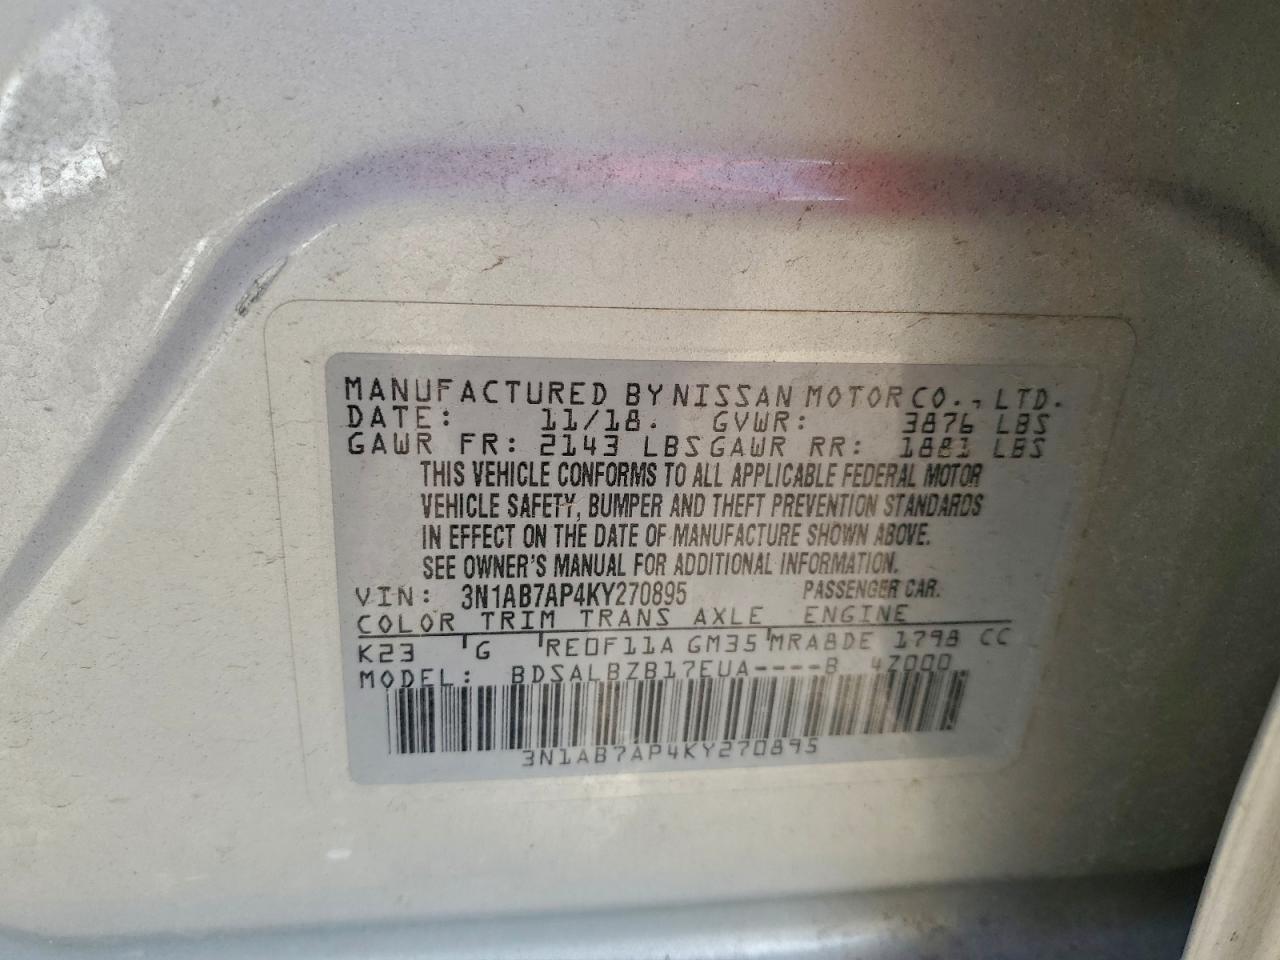 MANUFACTURED BY NISSAN MOTOR CO., LTD.
DATE: 11/18. GVWR: 3876 LBS
GAWR FR: 2143 LBS GAWR RR: 1881 LBS
THIS VEHICLE CONFORMS TO ALL APPLICABLE FEDERAL MOTOR
VEHICLE SAFETY, BUMPER AND THEFT PREVENTION STANDARDS
IN EFFECT ON THE DATE OF MANUFACTURE SHOWN ABOVE.
SEE OWNER'S MANUAL FOR ADDITIONAL INFORMATION.
VIN: 3N1AB7AP4KY270895 PASSENGER CAR.
COLOR TRIM TRANS AXLE ENGINE
K23 G RE0F11A GM35 MRA8DE 1798 CC
MODEL: BDSALBZB17EUA----B 4Z000
3N1AB7AP4KY270895